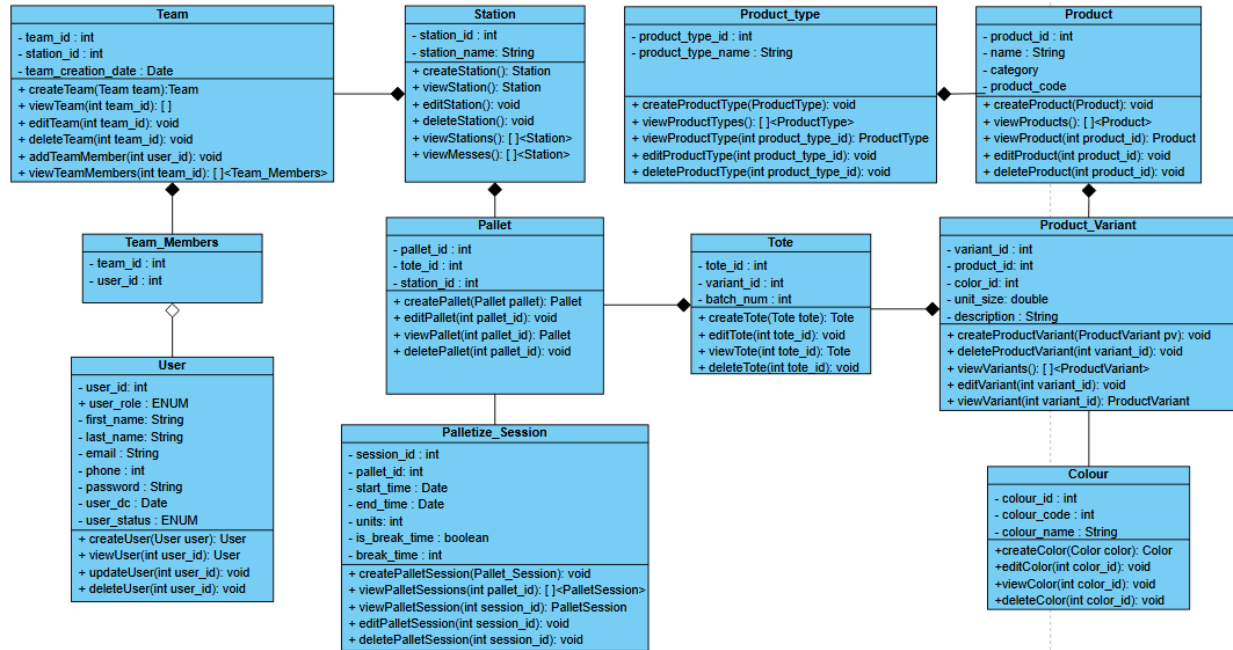 Team
- team_id : int
- station_id : int
- team_creation_date : Date
+ createTeam(Team team):Team
+ viewTeam(int team_id): [ ]
+ editTeam(int team_id): void
+ deleteTeam(int team_id): void
+ addTeamMember(int user_id): void
+ viewTeamMembers(int team_id): [ ]<Team_Members>
Station
- station_id : int
- station_name: String
+ createStation(): Station
+ viewStation(): Station
+ editStation(): void
+ deleteStation(): void
+ viewStations(): [ ]<Station>
+ viewMesses(): [ ]<Station>
Product_type
- product_type_id : int
- product_type_name : String
+ createProductType(ProductType): void
+ viewProductTypes(): [ ]<ProductType>
+ viewProductType(int product_type_id): ProductType
+ editProductType(int product_type_id): void
+ deleteProductType(int product_type_id): void
Product
- product_id : int
- name : String
- category
- product_code
+ createProduct(Product): void
+ viewProducts(): [ ]<Product>
+ viewProduct(int product_id): Product
+ editProduct(int product_id): void
+ deleteProduct(int product_id): void
Team_Members
- team_id : int
- user_id : int
Pallet
- pallet_id : int
- tote_id : int
- station_id : int
+ createPallet(Pallet pallet): Pallet
+ editPallet(int pallet_id): void
+ viewPallet(int pallet_id): Pallet
+ deletePallet(int pallet_id): void
Tote
- tote_id : int
- variant_id : int
- batch_num : int
+ createTote(Tote tote): Tote
+ editTote(int tote_id): void
+ viewTote(int tote_id): Tote
+ deleteTote(int tote_id): void
Product_Variant
- variant_id : int
- product_id: int
- color_id: int
- unit_size: double
- description : String
+ createProductVariant(ProductVariant pv): void
+ deleteProductVariant(int variant_id): void
+ viewVariants(): [ ]<ProductVariant>
+ editVariant(int variant_id): void
+ viewVariant(int variant_id): ProductVariant
User
- user_id: int
+ user_role : ENUM
- first_name: String
- last_name: String
- email : String
- phone : int
- password : String
- user_dc : Date
- user_status : ENUM
+ createUser(User user): User
+ viewUser(int user_id): User
+ updateUser(int user_id): void
+ deleteUser(int user_id): void
Palletize_Session
- session_id : int
- pallet_id: int
- start_time : Date
- end_time : Date
- units: int
- is_break_time : boolean
- break_time : int
+ createPalletSession(Pallet_Session): void
+ viewPalletSessions(int pallet_id): [ ]<PalletSession>
+ viewPalletSession(int session_id): PalletSession
+ editPalletSession(int session_id): void
+ deletePalletSession(int session_id): void
Colour
- colour_id : int
- colour_code : int
- colour_name : String
+createColor(Color color): Color
+editColor(int color_id): void
+viewColor(int color_id): void
+deleteColor(int color_id): void